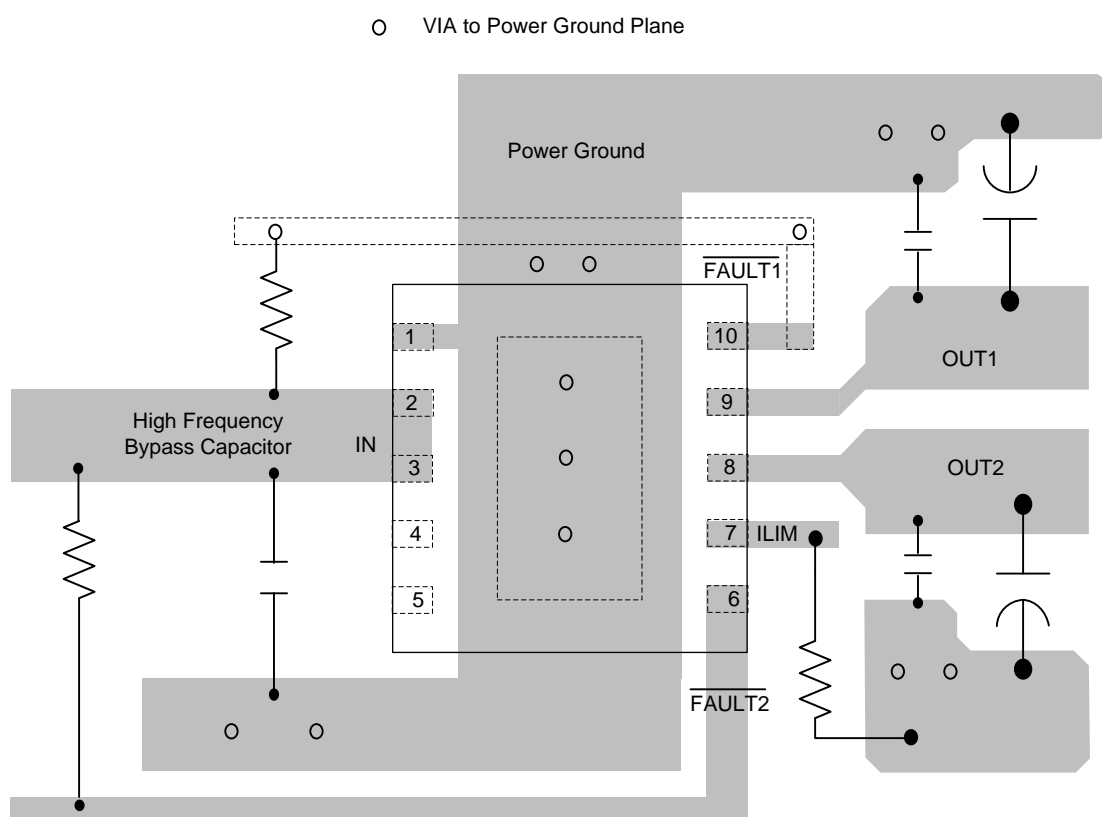 VIA to Power Ground Plane
Power Ground
FAULT1
1
10
OUT1
2
9
High Frequency
Bypass Capacitor
IN
3
8
OUT2
4
7
ILIM
5
6
FAULT2